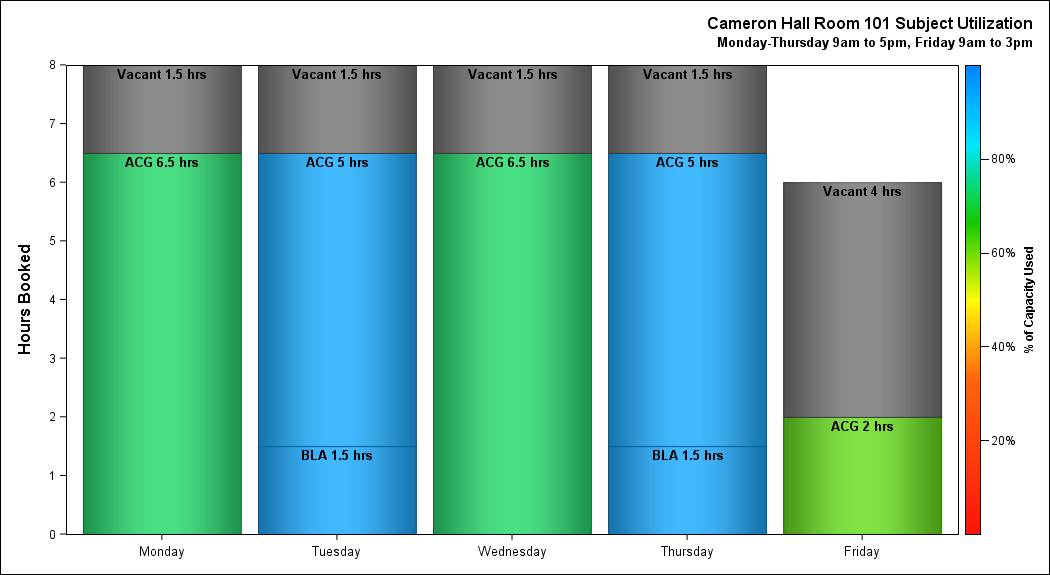 Cameron Hall Room 101 Subject Utilization
Monday-Thursday 9am to 5pm, Friday 9am to 3pm
Hours Booked
8
7
6
5
4
3
2
1
0
Vacant 1.5 hrs
ACG 6.5 hrs
Vacant 1.5 hrs
ACG 5 hrs
BLA 1.5 hrs
Vacant 1.5 hrs
ACG 6.5 hrs
Vacant 1.5 hrs
ACG 5 hrs
BLA 1.5 hrs
Vacant 4 hrs
ACG 2 hrs
Monday
Tuesday
Wednesday
Thursday
Friday
80%
60%
40%
20%
% of Capacity Used